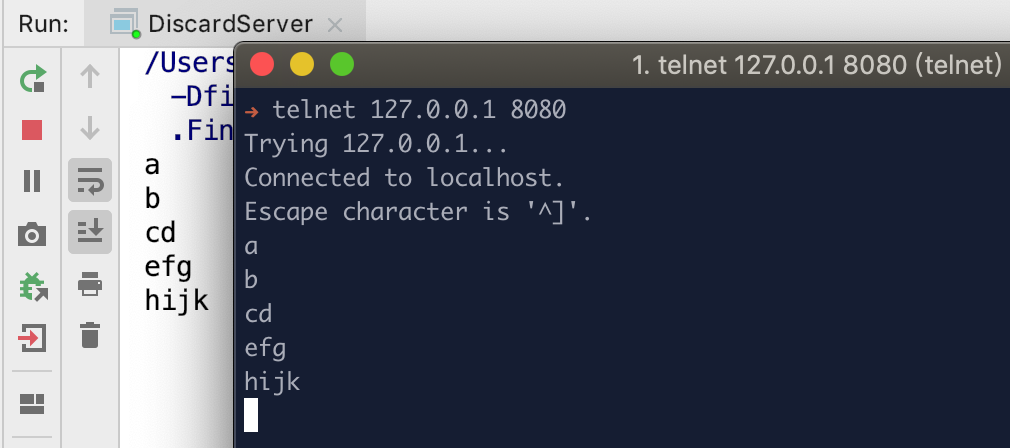 Run: DiscardServer
/Users
-Dfi
.Fin
a
b
cd
efg
hijk
1. telnet 127.0.0.1 8080 (telnet)
→ telnet 127.0.0.1 8080
Trying 127.0.0.1...
Connected to localhost.
Escape character is '^]'.
a
b
cd
efg
hijk